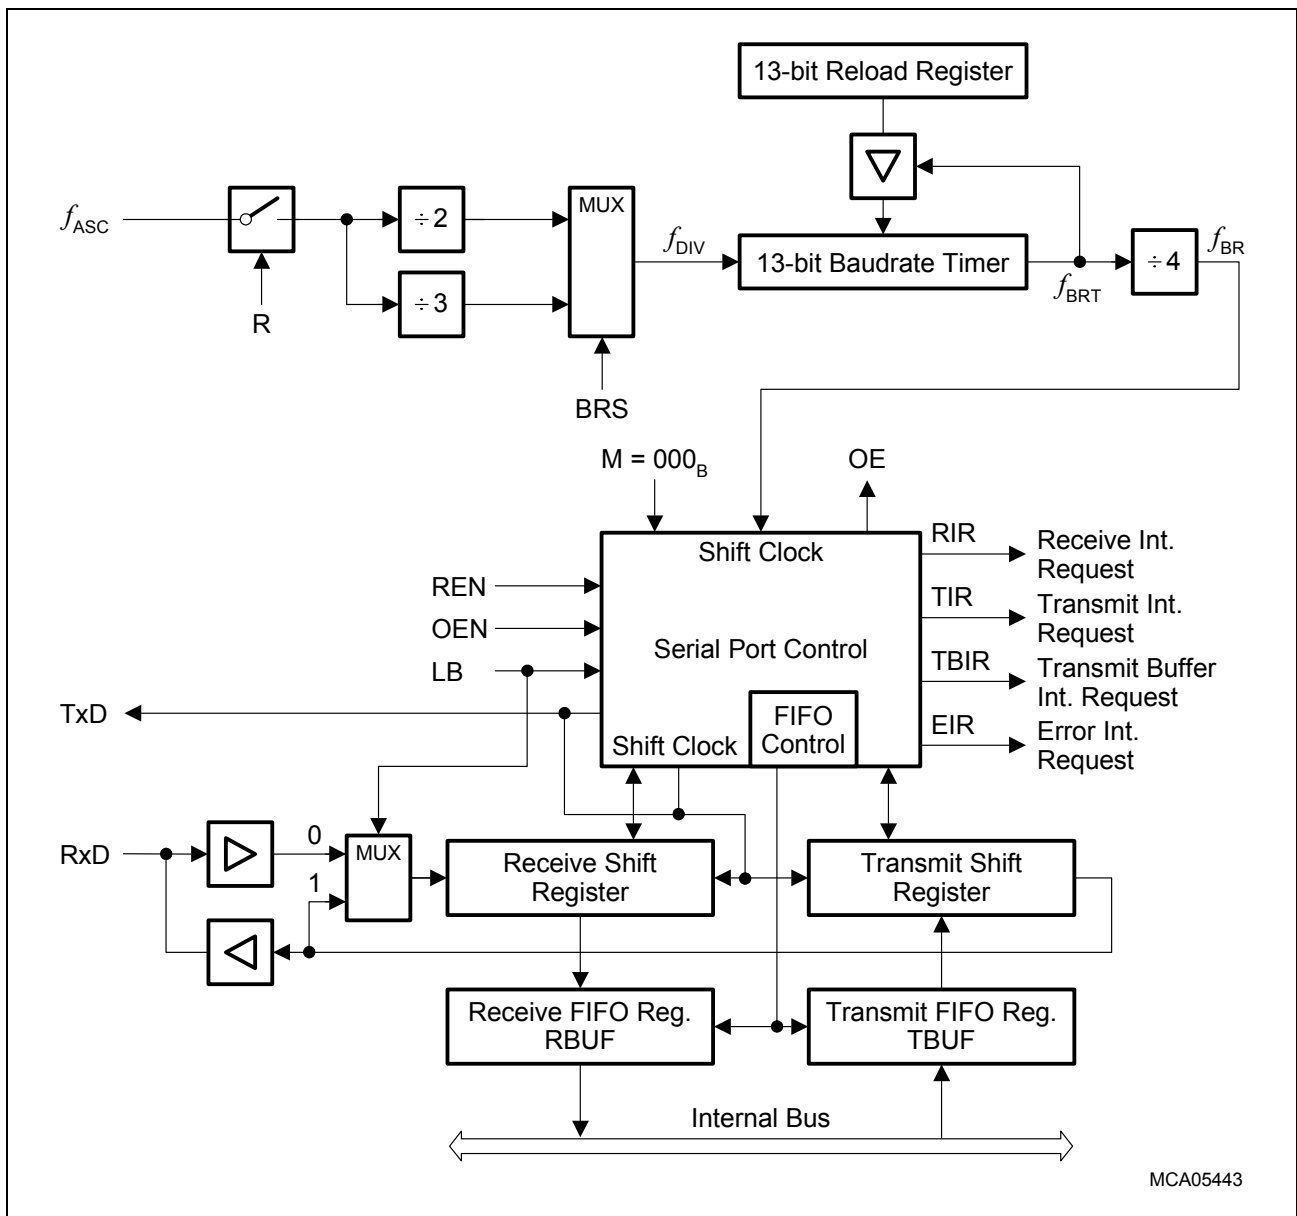 13-bit Reload Register
f_ASC
÷2
÷3
MUX
f_DIV
13-bit Baudrate Timer
f_BRT
÷4
f_BR
R
BRS
M = 000_B
OE
Shift Clock
REN
OEN
LB
Serial Port Control
RIR
Receive Int.
Request
TIR
Transmit Int.
Request
TBIR
Transmit Buffer
Int. Request
EIR
Error Int.
Request
TxD
Shift Clock
FIFO
Control
RxD
0
1
MUX
Receive Shift
Register
Transmit Shift
Register
Receive FIFO Reg.
RBUF
Transmit FIFO Reg.
TBUF
Internal Bus
MCA05443